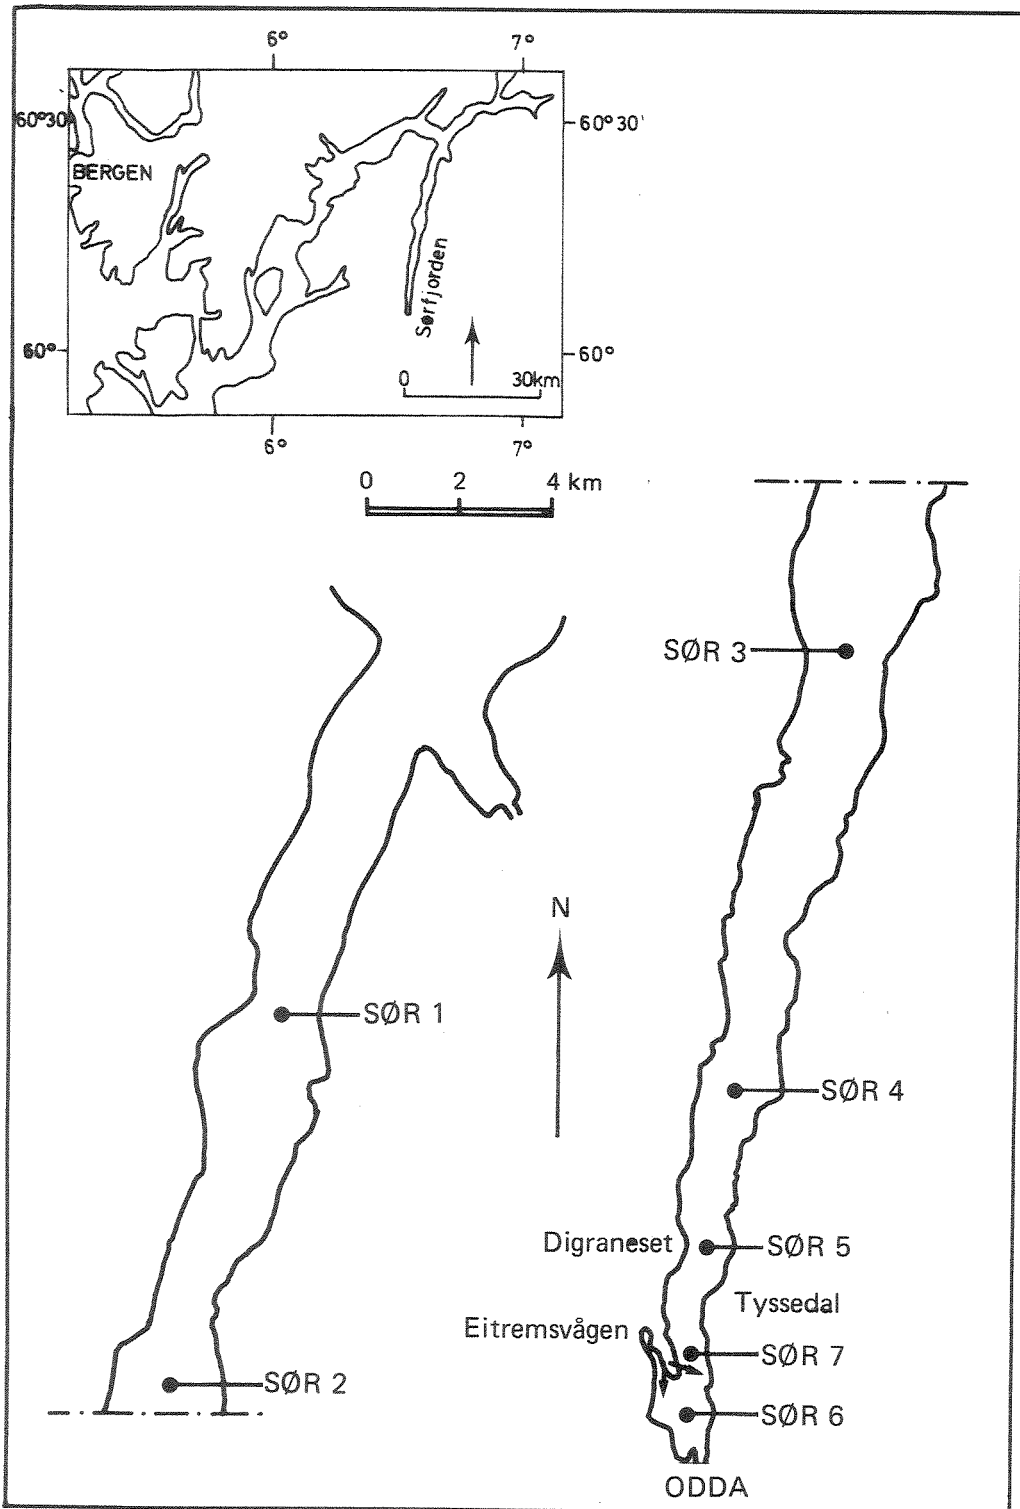 6°
7°
60°30'
60°30'
BERGEN
Sørfjorden
60°
60°
0
30km
6°
7°
0
2
4 km
SØR 3
N
SØR 1
SØR 4
Digraneset
SØR 5
Tyssedal
Eitremsvågen
SØR 7
SØR 2
SØR 6
ODDA